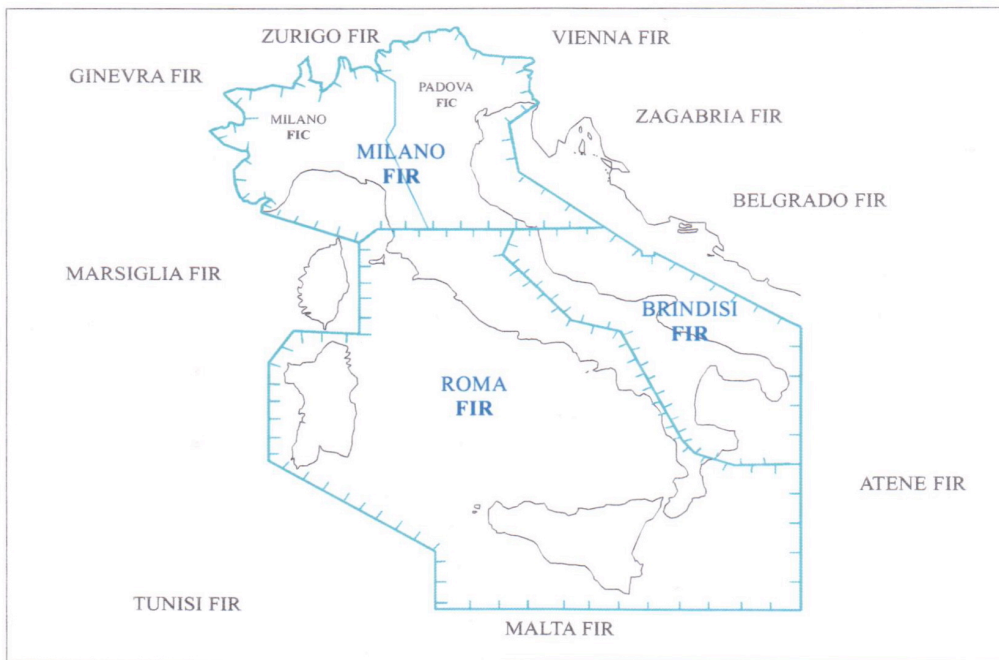 ZURIGO FIR
VIENNA FIR
GINEVRA FIR
PADOVA
FIC
MILANO
FIC
ZAGABRIA FIR
MILANO
FIR
BELGRADO FIR
MARSIGLIA FIR
BRINDISI
FIR
ROMA
FIR
ATENE FIR
TUNISI FIR
MALTA FIR